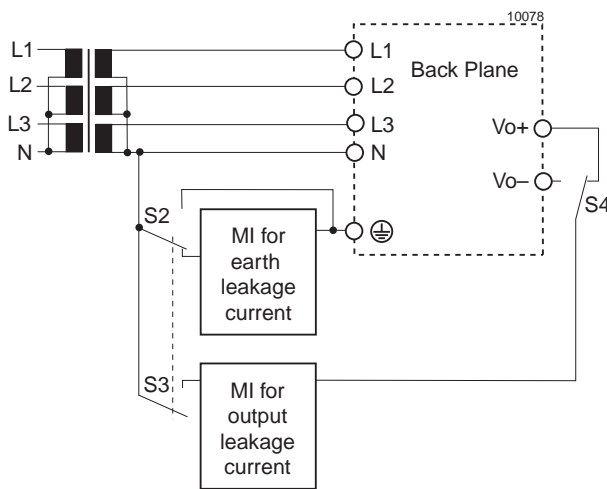 10078
L1
L1
Back Plane
L2
L2
L3
L3
Vo+
N
N
Vo–
S2
S4
MI for
earth
leakage
current
S3
MI for
output
leakage
current